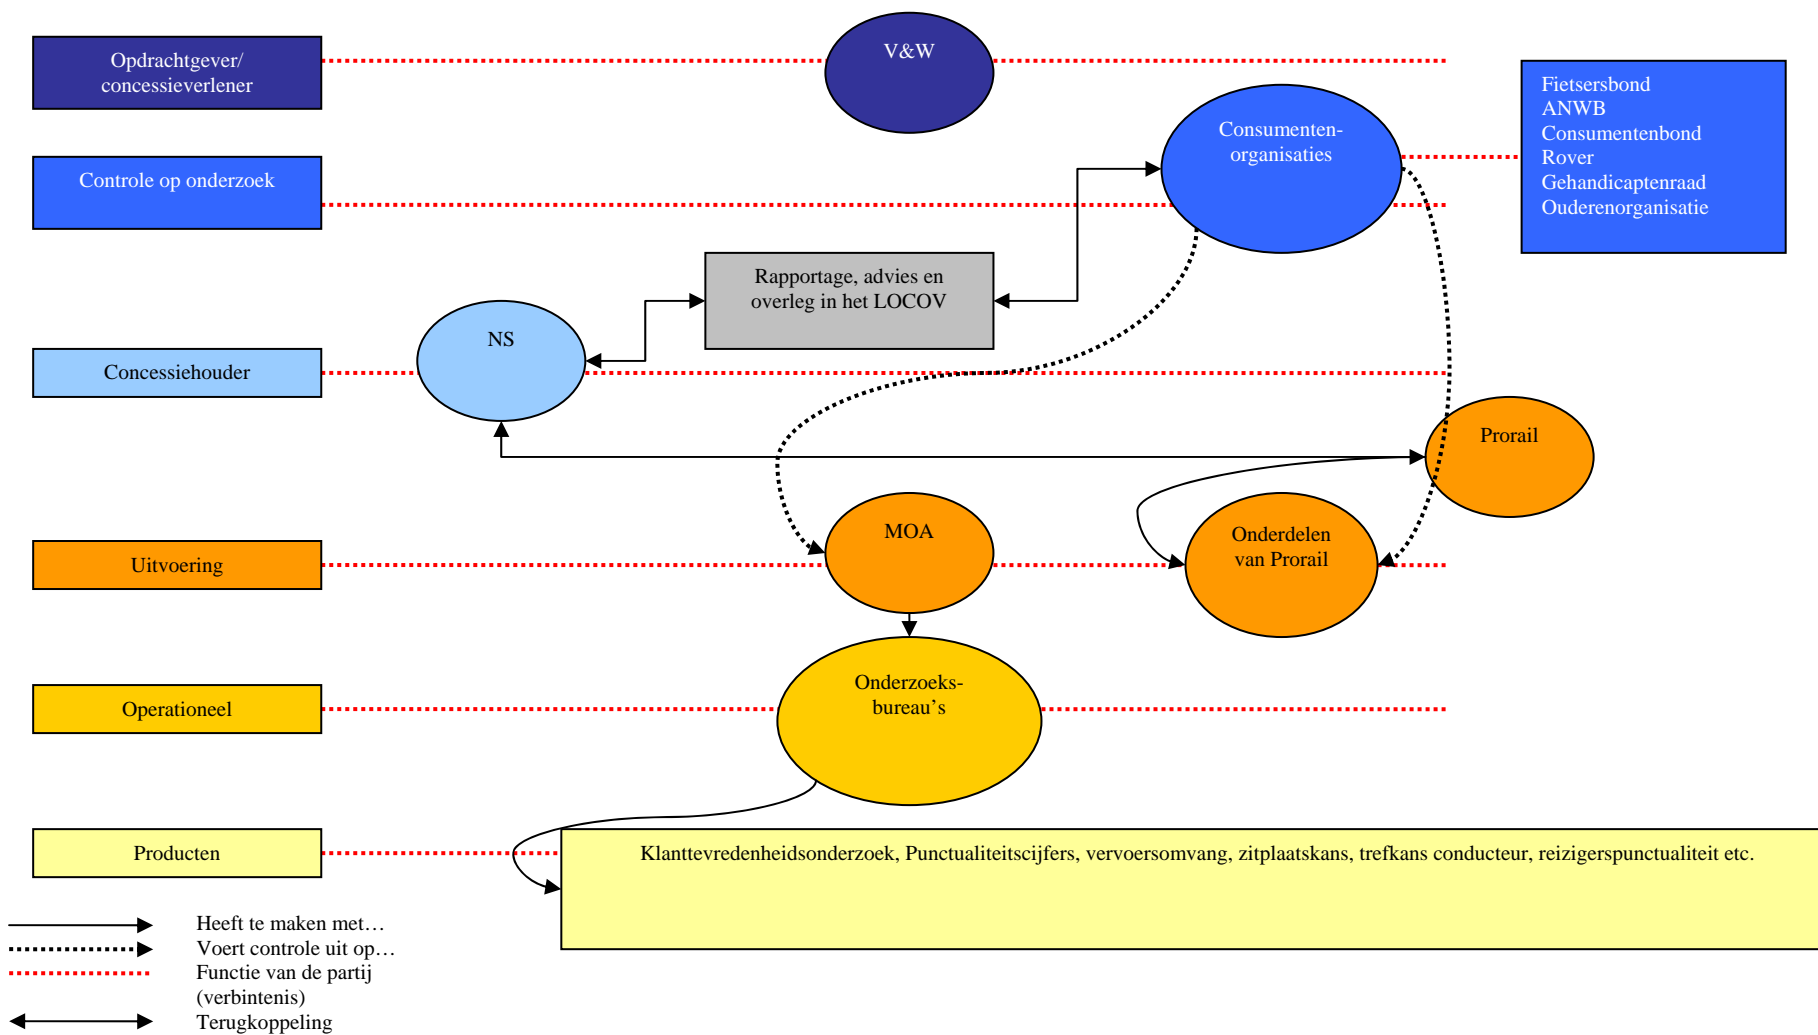 Opdrachtgever/
concessieverlener
V&W
Fietsersbond
ANWB
Consumentenbond
Rover
Gehandicaptenraad
Ouderenorganisatie
Consumenten-
organisaties
Controle op onderzoek
Rapportage, advies en
overleg in het LOCOV
NS
Concessiehouder
Prorail
MOA
Onderdelen
van Prorail
Uitvoering
Onderzoeks-
bureau’s
Operationeel
Producten
Klanttevredenheidsonderzoek, Punctualiteitscijfers, vervoersomvang, zitplaatskans, trefkans conducteur, reizigerspunctualiteit etc.
Heeft te maken met…
Voert controle uit op…
Functie van de partij
(verbintenis)
Terugkoppeling